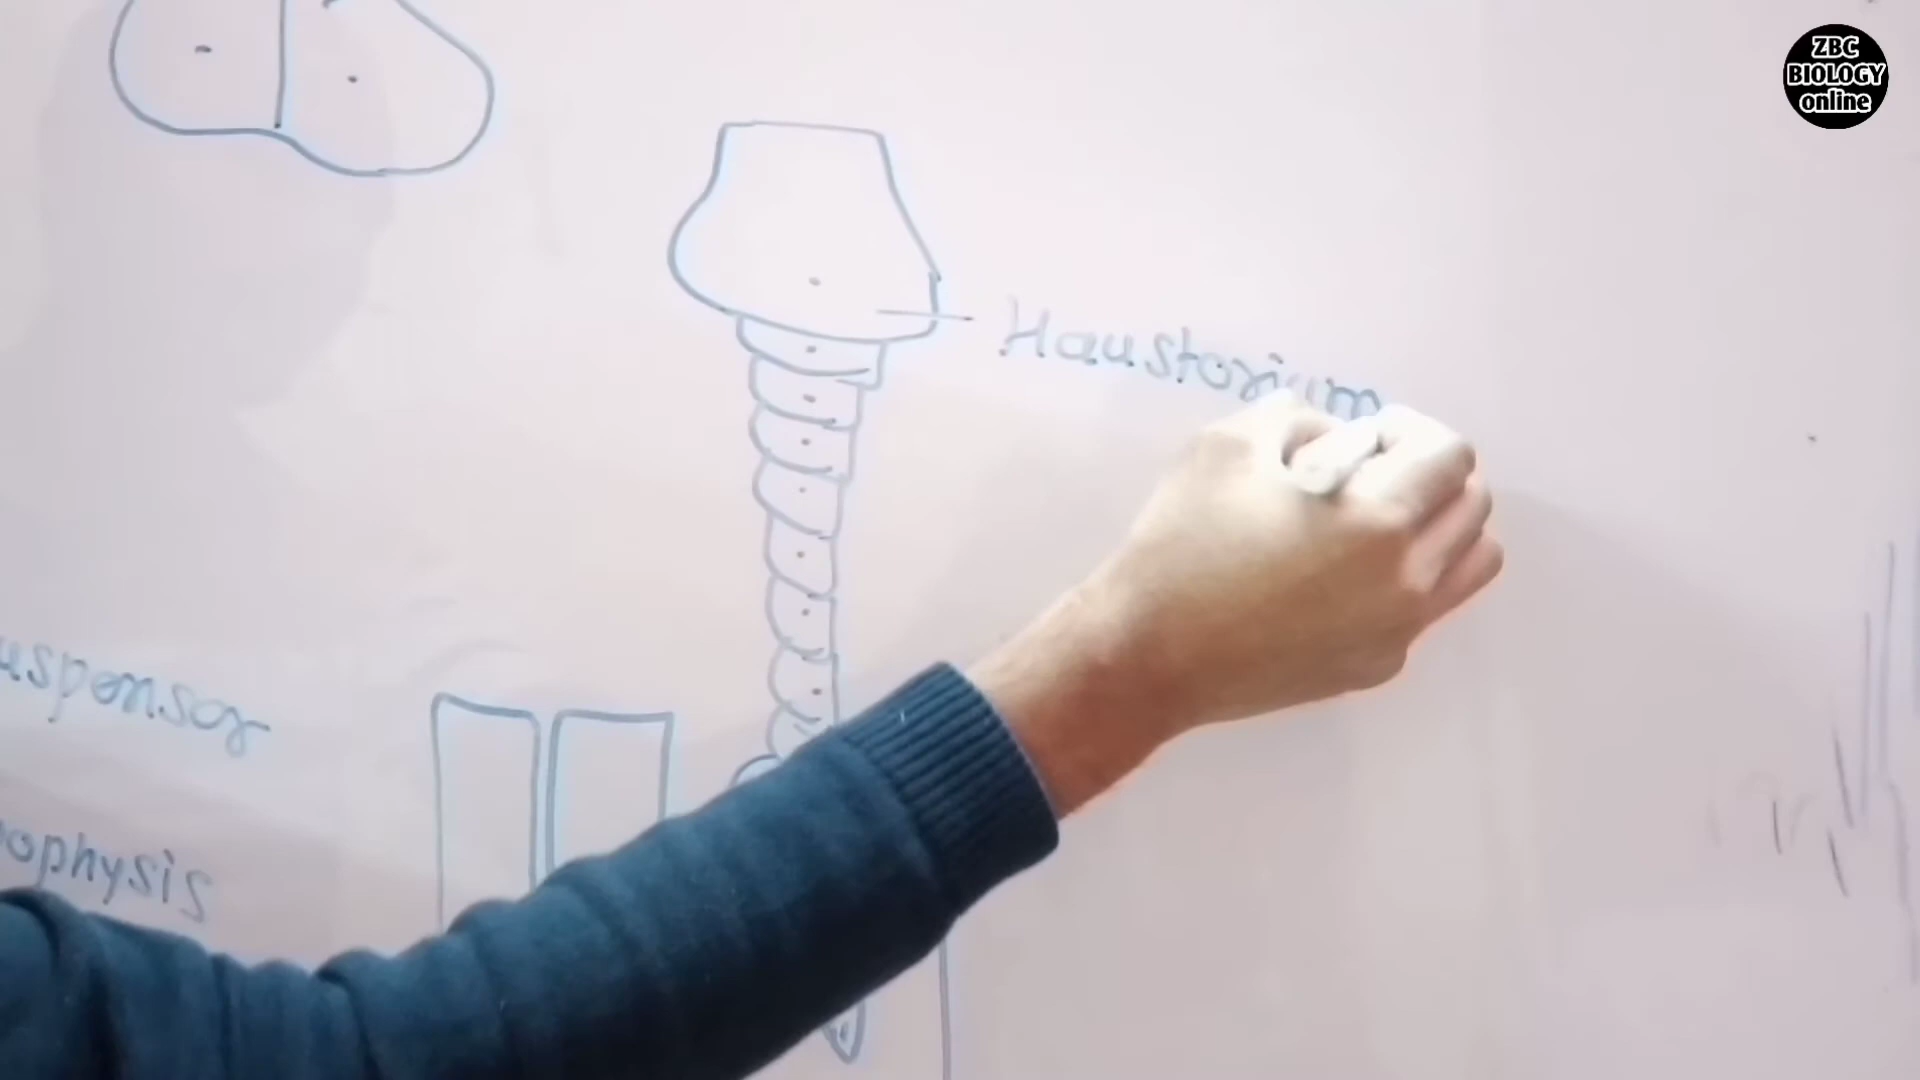 ZBC
BIOLOGY
online
Haustorium
uspensor
ophysis